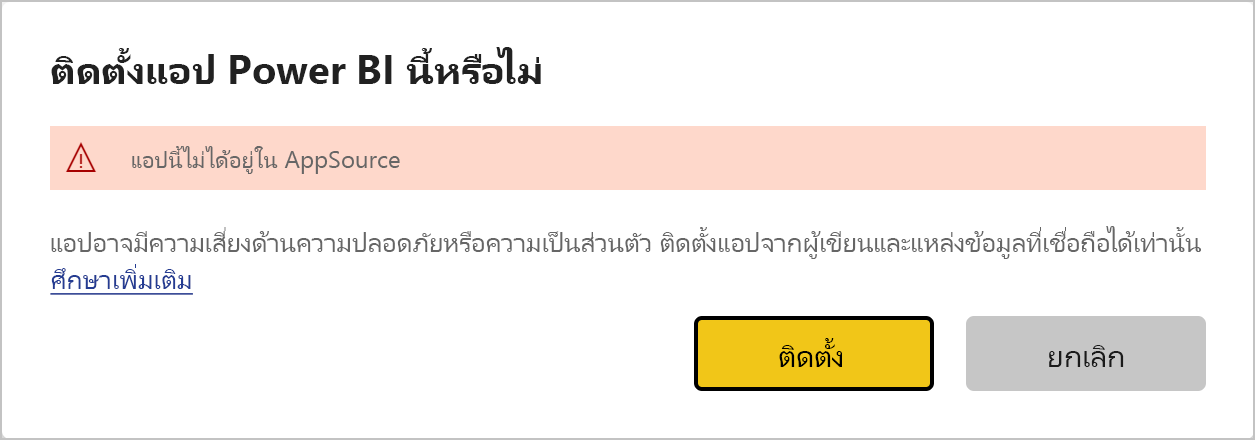 ติดตั้งแอป Power BI นี้หรือไม่
แอปนี้ไม่ได้อยู่ใน AppSource
แอปอาจมีความเสี่ยงด้านความปลอดภัยหรือความเป็นส่วนตัว ติดตั้งแอปจากผู้เขียนและแหล่งข้อมูลที่เชื่อถือได้เท่านั้น
ศึกษาเพิ่มเติม
ติดตั้ง
ยกเลิก